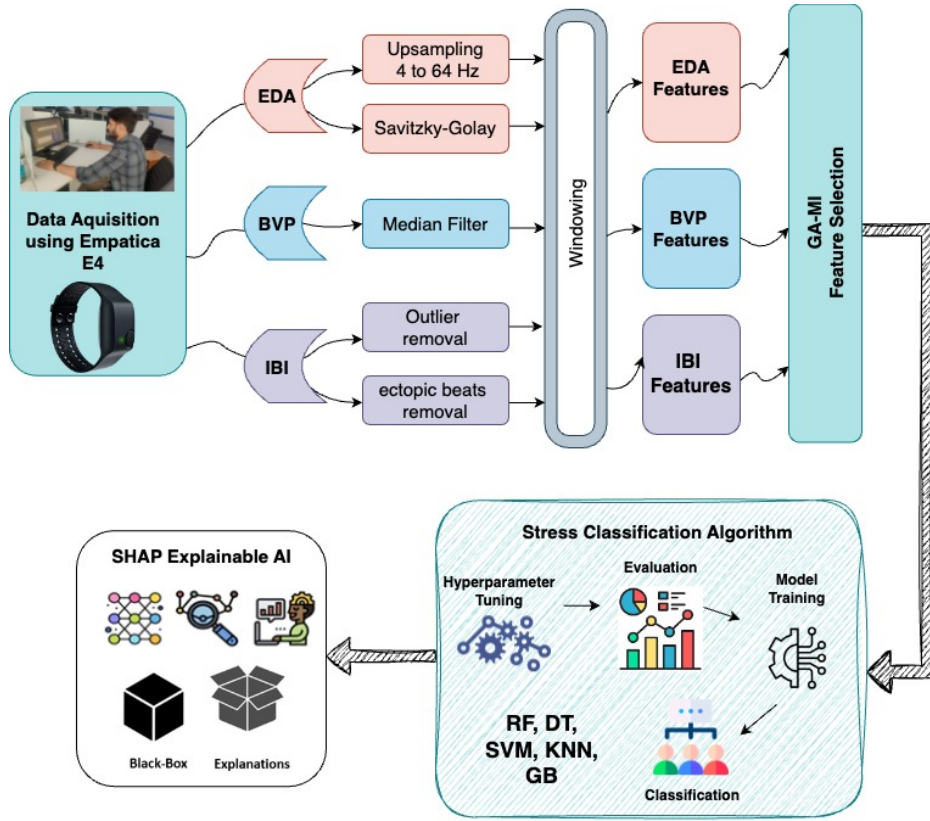 Data Aquisition
using Empatica
E4
EDA
BVP
IBI
Upsampling
4 to 64 Hz
Savitzky-Golay
Median Filter
Outlier
removal
ectopic beats
removal
Windowing
EDA
Features
BVP
Features
IBI
Features
GA-MI
Feature Selection
Stress Classification Algorithm
Hyperparameter
Tuning
Evaluation
Model
Training
RF, DT,
SVM, KNN,
GB
Classification
SHAP Explainable AI
Black-Box
Explanations